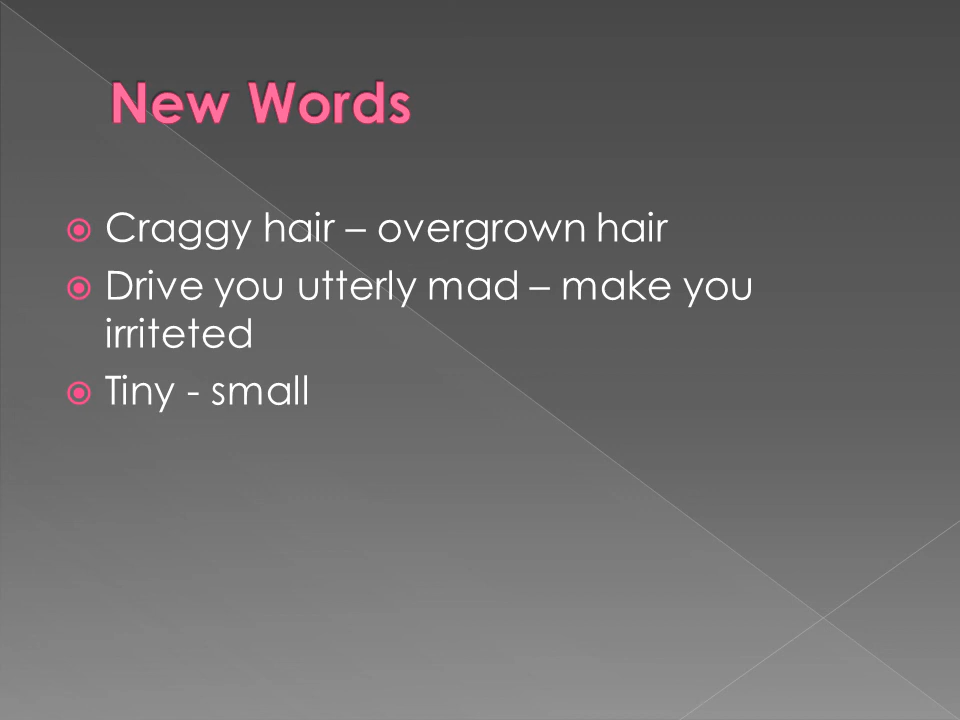 New Words
Craggy hair – overgrown hair
Drive you utterly mad – make you
irriteted
Tiny - small